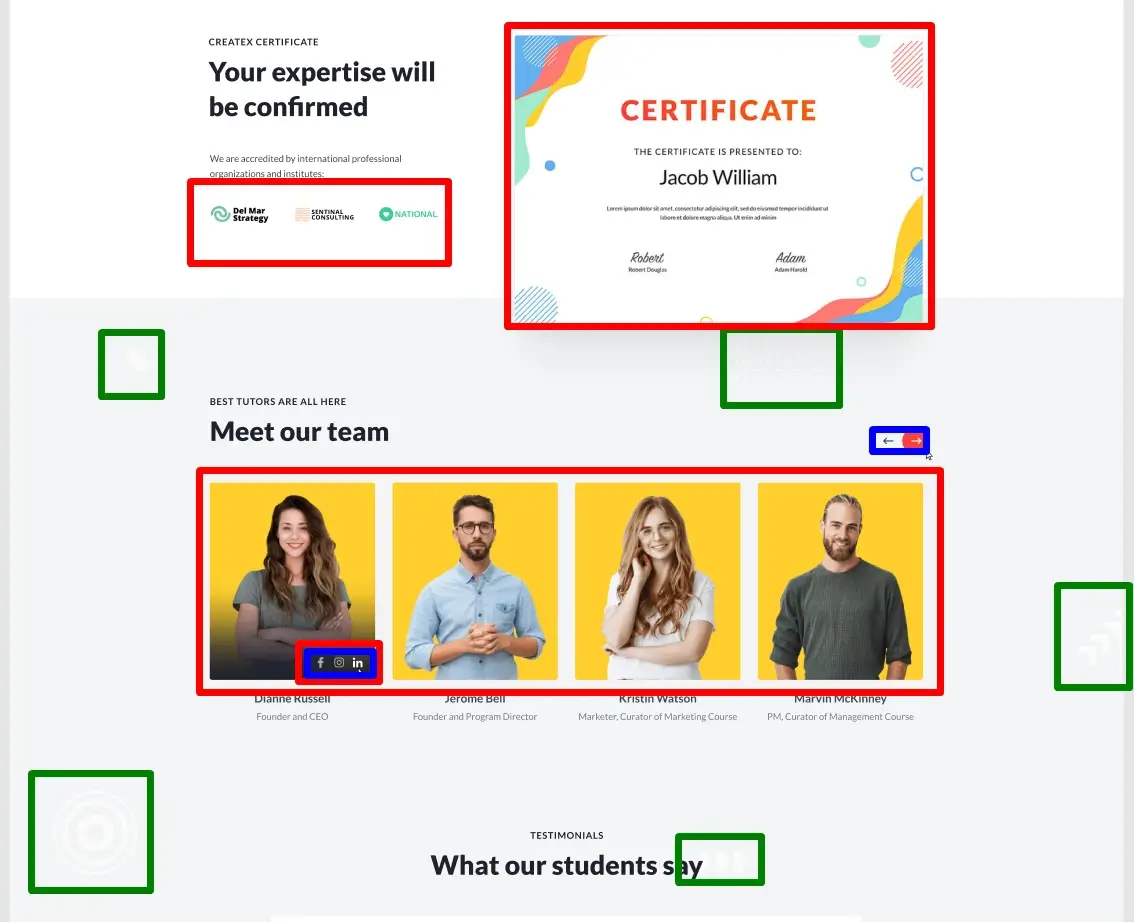 CREATEX CERTIFICATE
Your expertise will
be confirmed
We are accredited by international professional
organizations and institutes:
Del Mar
Strategy
SENTINAL
CONSULTING
NATIONAL
CERTIFICATE
THE CERTIFICATE IS PRESENTED TO:
Jacob William
Lorem ipsum dolor sit amet, consectetur adipiscing elit, sed do eiusmod tempor incididunt ut
labore et dolore magna aliqua. Ut enim ad minim
Robert
Robert Douglas
Adam
Adam Harold
BEST TUTORS ARE ALL HERE
Meet our team
f in
Dianne Russell
Founder and CEO
Jerome Bell
Founder and Program Director
Kristin Watson
Marketer, Curator of Marketing Course
Marvin McKinney
PM, Curator of Management Course
TESTIMONIALS
What our students say